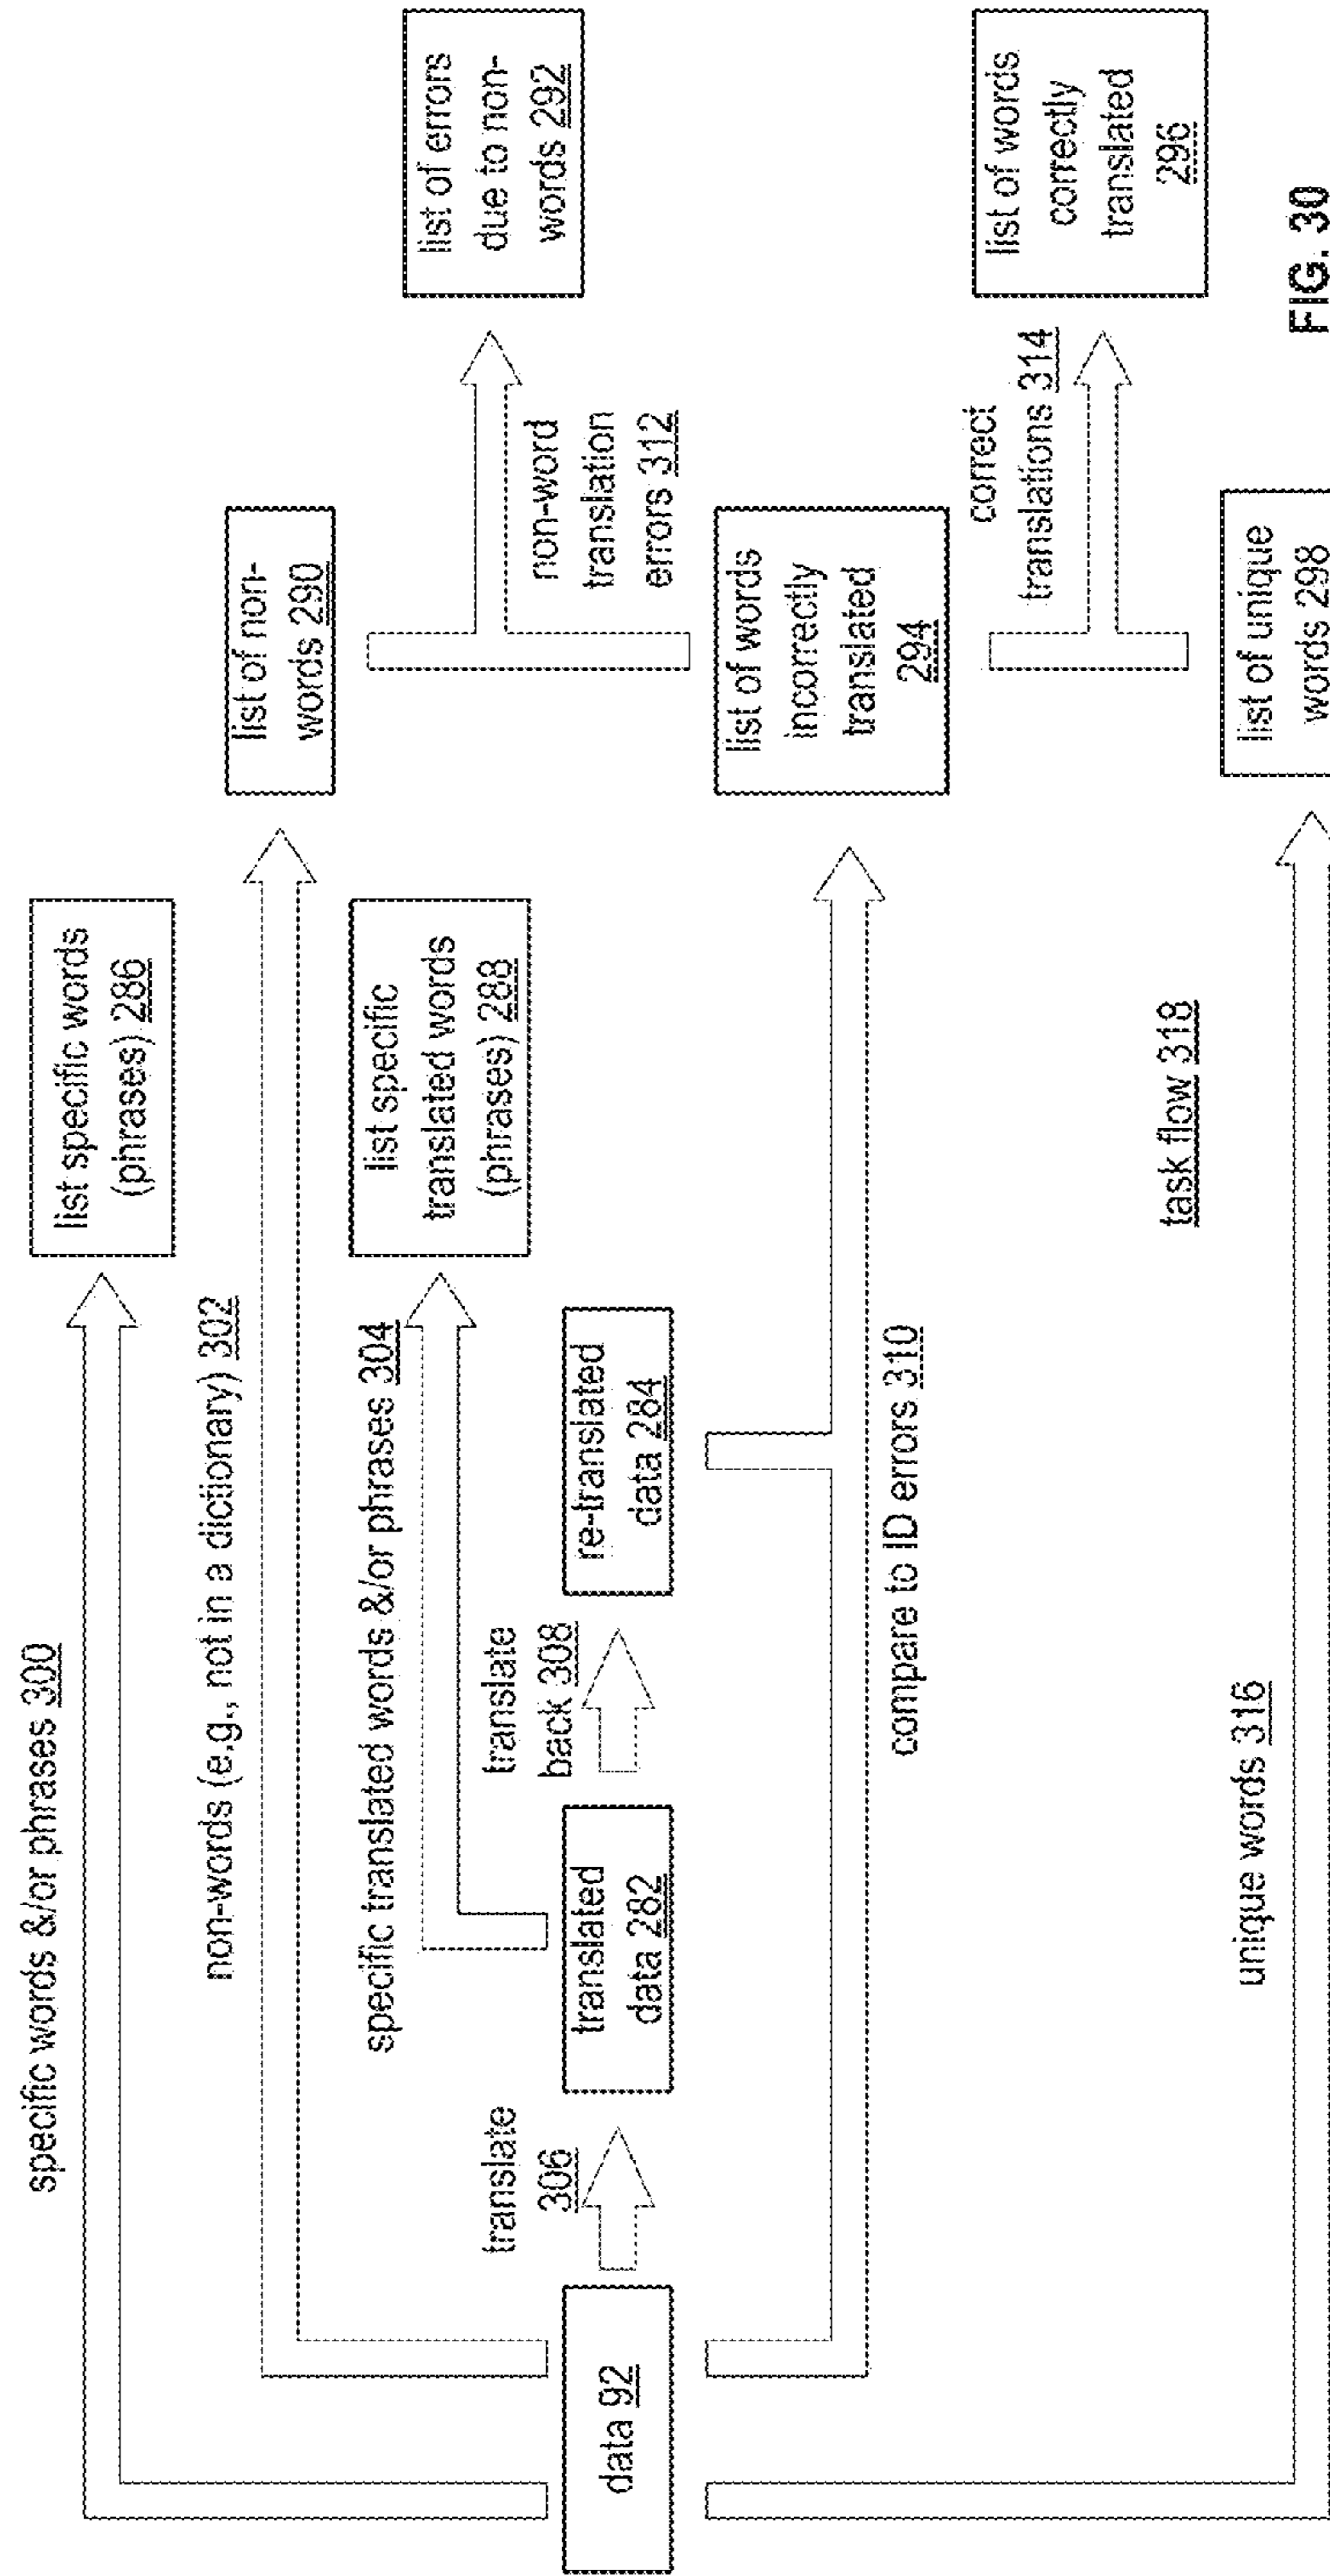 specific words &/or phrases 300
list specific words
(phrases) 286
non-words (e.g., not in a dictionary) 302
list of non-
words 290
list of errors
due to non-
words 292
specific translated words &/or phrases 304
list specific
translated words
(phrases) 288
non-word
translation
errors 312
data 92
translate
306
translated
data 282
translate
back 308
re-translated
data 284
compare to ID errors 310
list of words
incorrectly
translated
294
correct
translations 314
list of words
correctly
translated
296
task flow 318
unique words 316
list of unique
words 298
FIG. 30